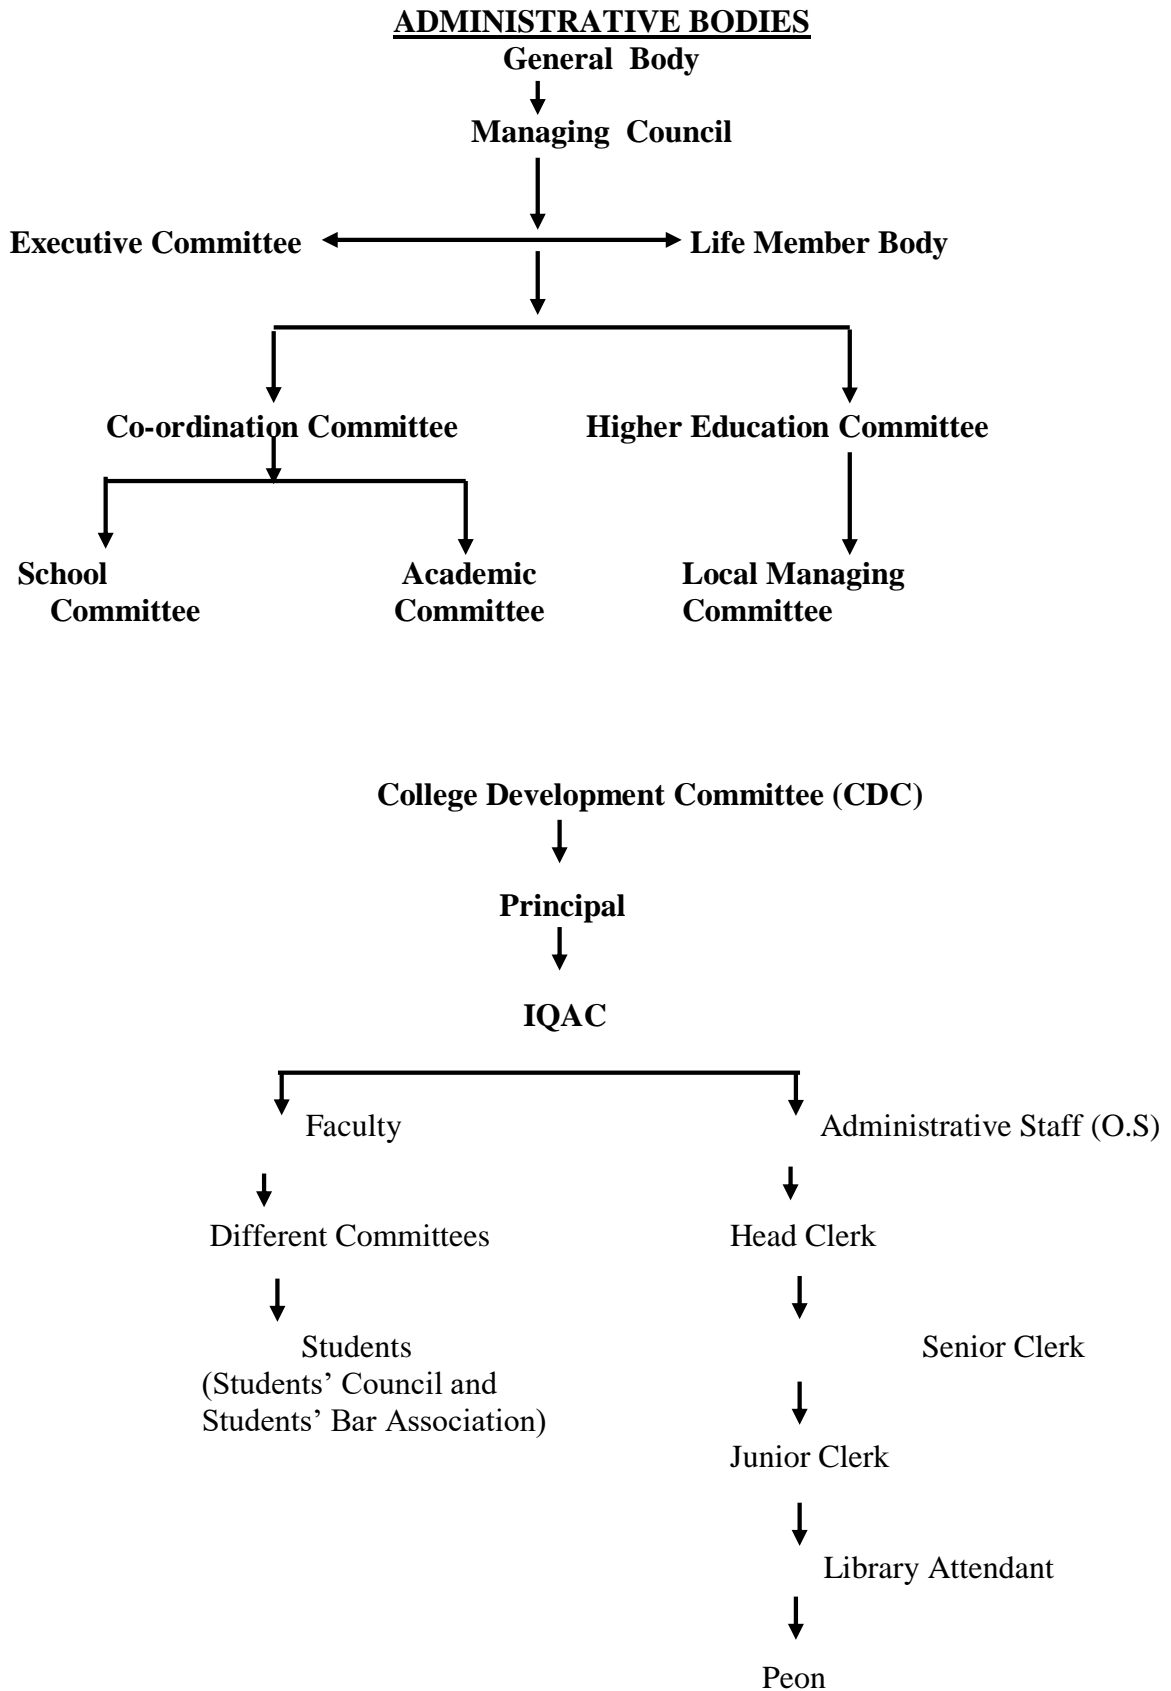 ADMINISTRATIVE BODIES
General Body
Managing Council
Executive Committee Life Member Body
Co-ordination Committee Higher Education Committee
School Academic Local Managing
Committee Committee Committee
College Development Committee (CDC)
Principal
IQAC
Faculty Administrative Staff (O.S)
Different Committees Head Clerk
Students Senior Clerk
(Students’ Council and
Students’ Bar Association)
Junior Clerk
Library Attendant
Peon